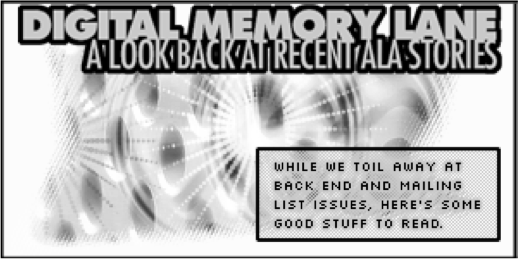 DIGITAL MEMORY LANE
A LOOK BACK AT RECENT ALA STORIES
WHILE WE TOIL AWAY AT
BACK END AND MAILING
LIST ISSUES, HERE'S SOME
GOOD STUFF TO READ.